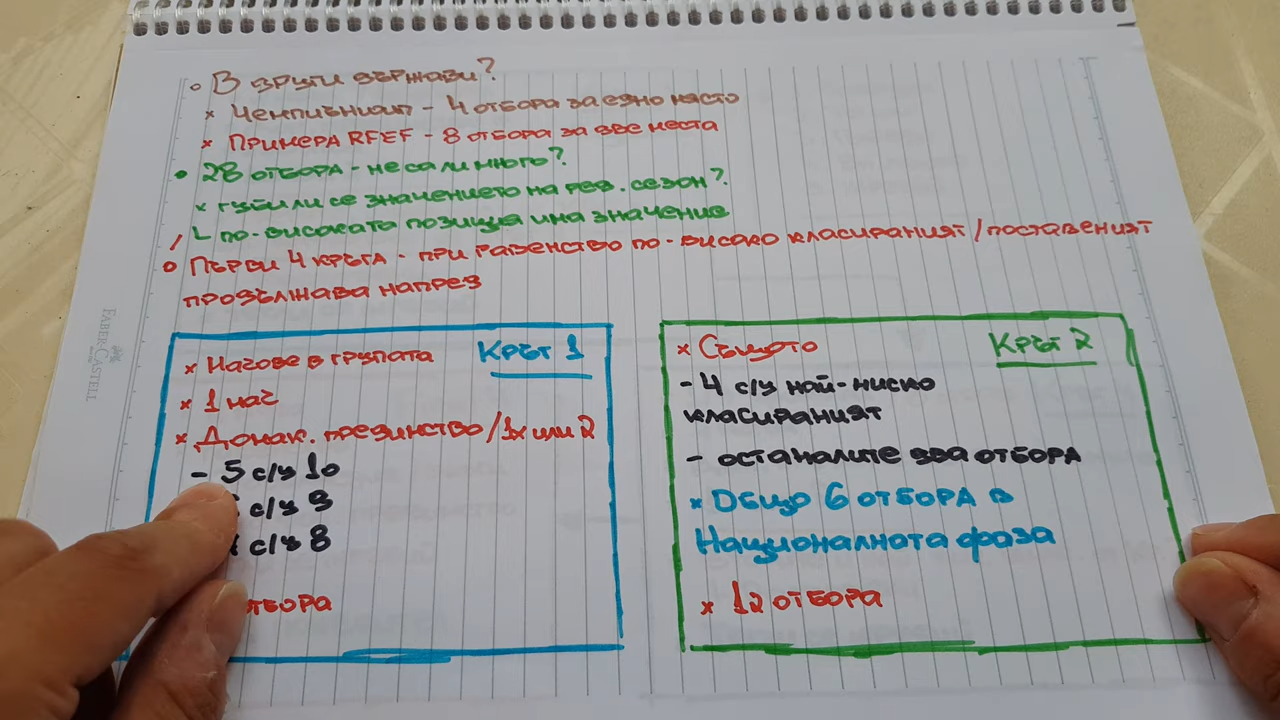 В други държави?
× Чемпиъншип - 4 отбора за едно място
× Примера RFEF - 8 отбора за две места
28 отбора - не са ли много?
× губи ли се значението на ред. сезон?
└ по-високата позиция има значение
Първи 4 кръга - при равенство по-високо класираният/поставеният
продължава напред
FABER-CASTELL
Кръг 1
× Мачове в групата
× 1 мач
× Домак. предимство/1x или 2
- 5 с/у 10
с/у 9
с/у 8
отбора
Кръг 2
× Същото
- 4 с/у най-ниско
класираният
- останалите два отбора
× Общо 6 отбора в
Националната фаза
× 12 отбора